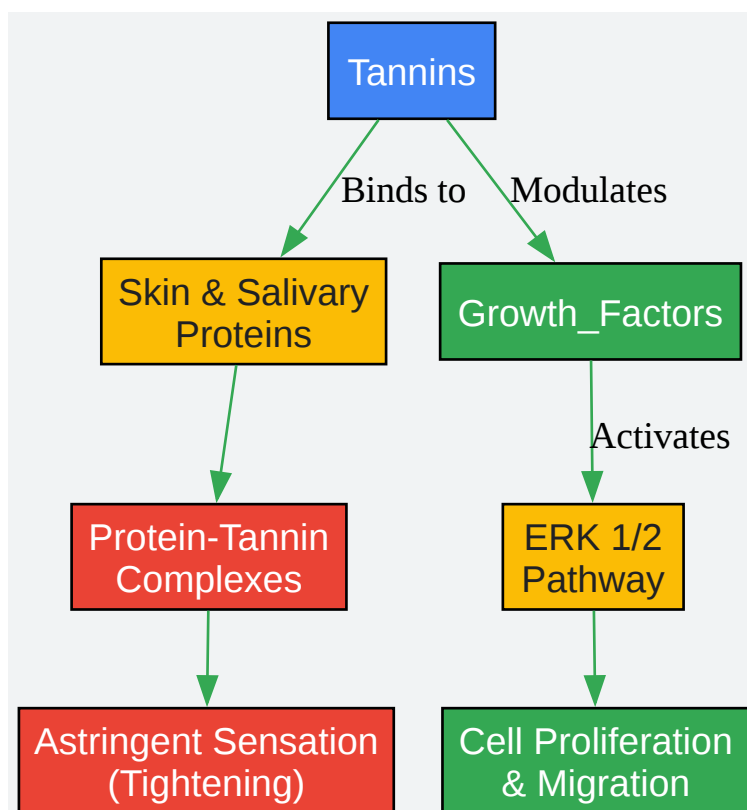 Tannins
Binds to
Modulates
Skin & Salivary
Proteins
Growth_Factors
Activates
Protein-Tannin
Complexes
ERK 1/2
Pathway
Astringent Sensation
(Tightening)
Cell Proliferation
& Migration